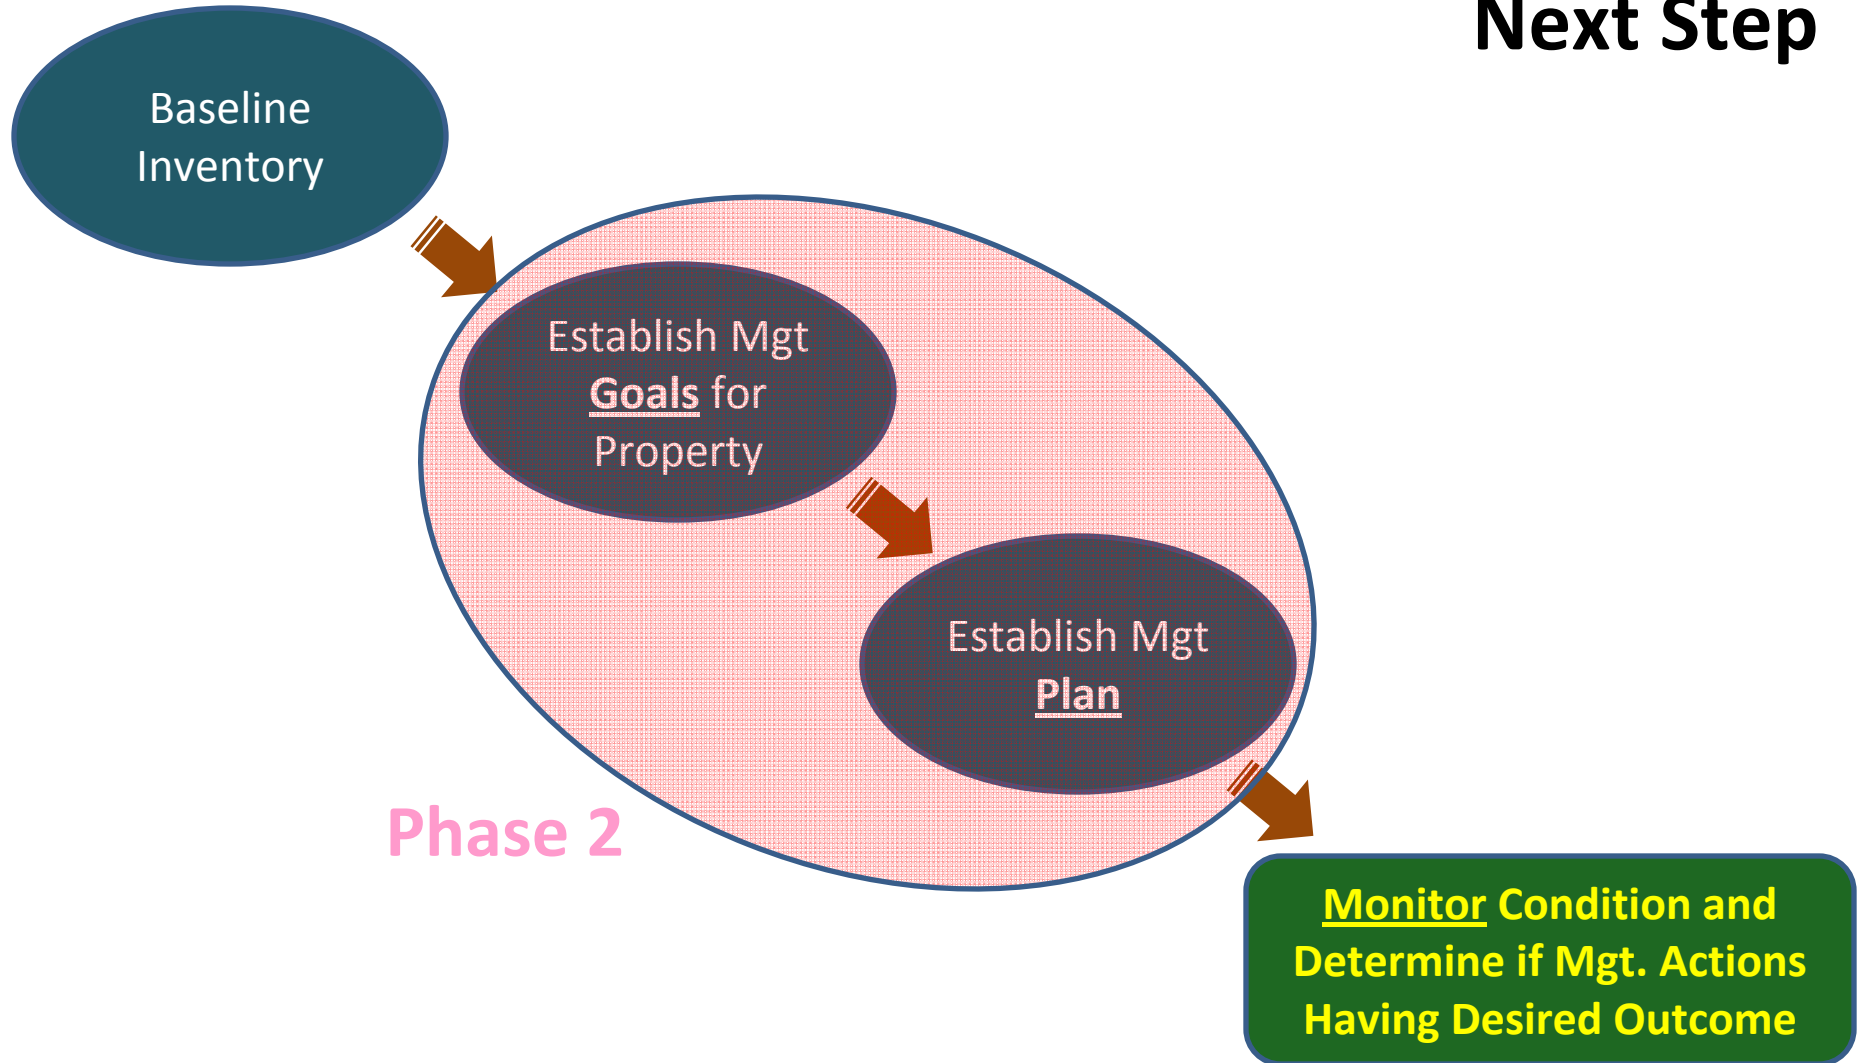 Next Step
Baseline
Inventory
Establish Mgt
Goals for
Property
Establish Mgt
Plan
Phase 2
Monitor Condition and
Determine if Mgt. Actions
Having Desired Outcome